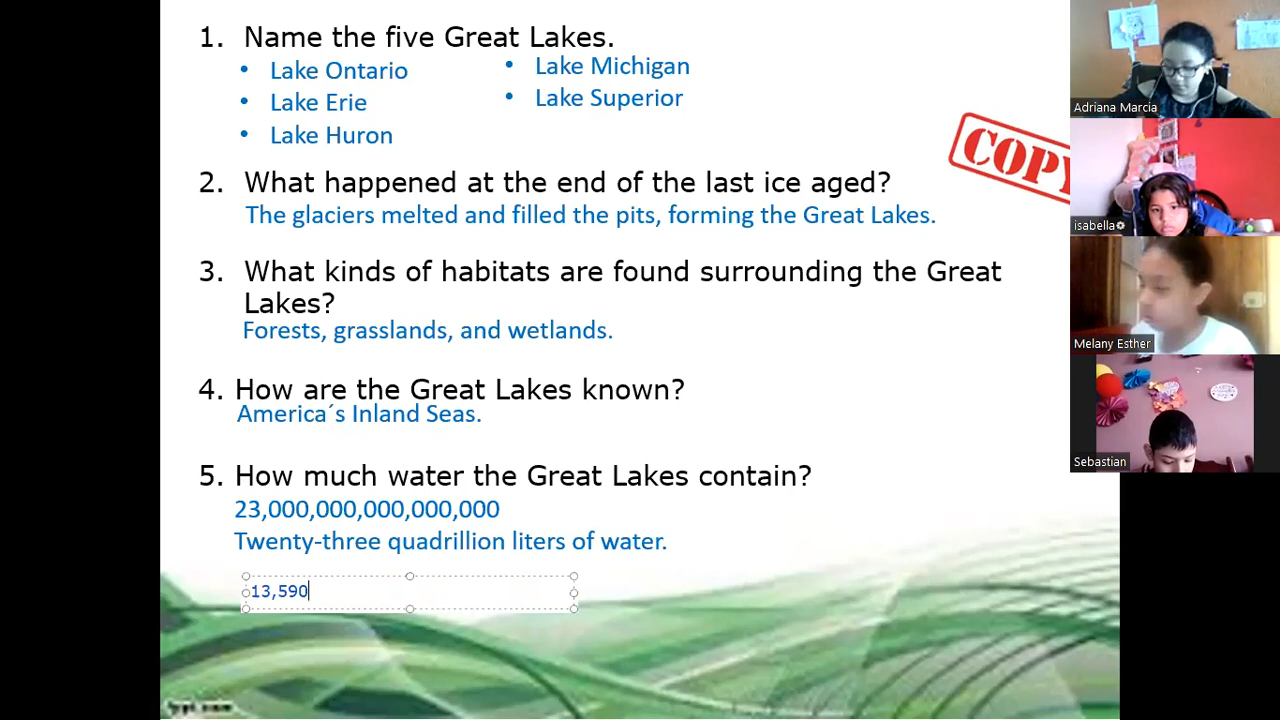 1. Name the five Great Lakes.
• Lake Ontario
• Lake Erie
• Lake Huron
• Lake Michigan
• Lake Superior
COPY
2. What happened at the end of the last ice aged?
The glaciers melted and filled the pits, forming the Great Lakes.
3. What kinds of habitats are found surrounding the Great
Lakes?
Forests, grasslands, and wetlands.
4. How are the Great Lakes known?
America´s Inland Seas.
5. How much water the Great Lakes contain?
23,000,000,000,000,000
Twenty-three quadrillion liters of water.
13,590
Adriana Marcia
isabella❁
Melany Esther
Sebastian